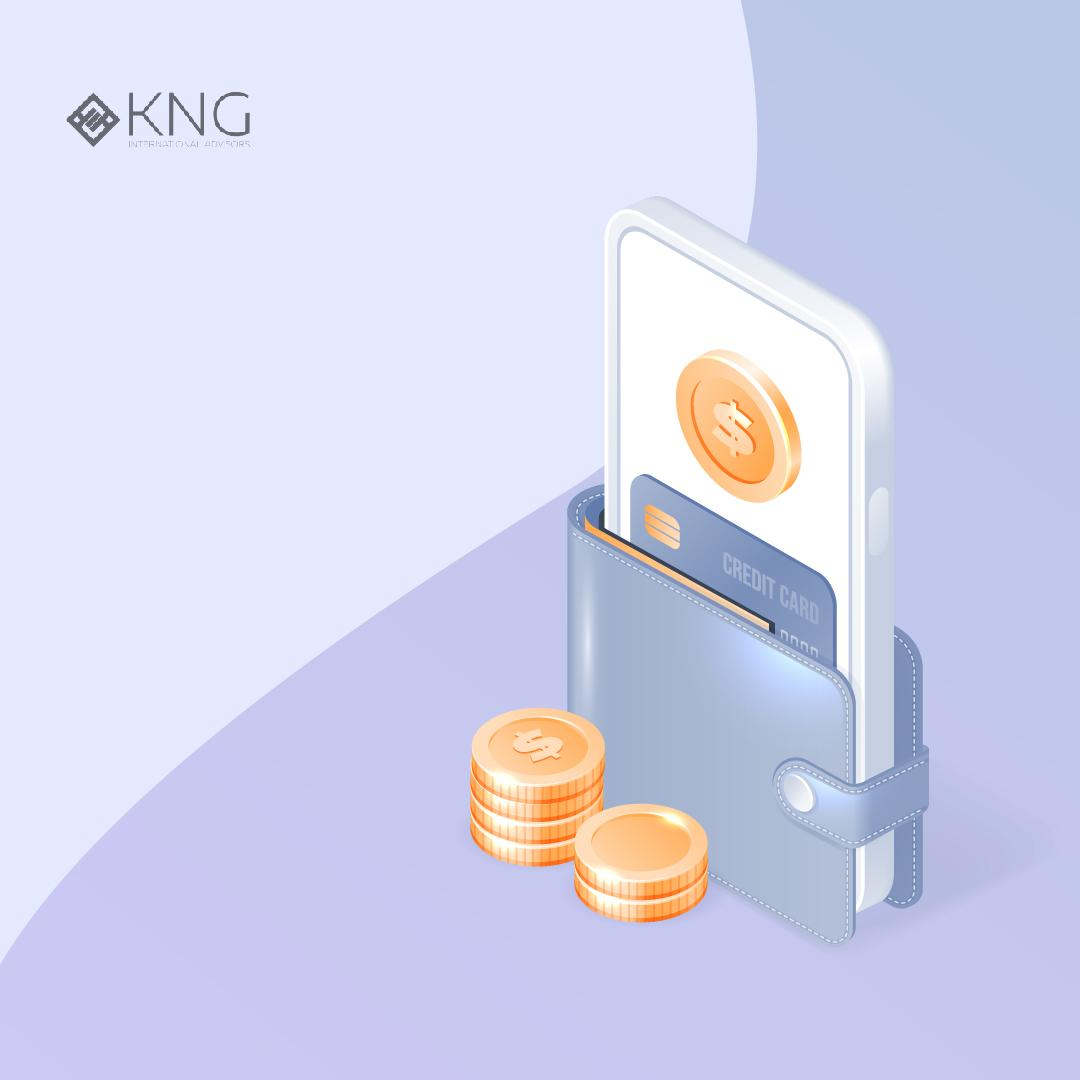 KNG
INTERNATIONAL ADVISORS
$
CREDIT CARD
$